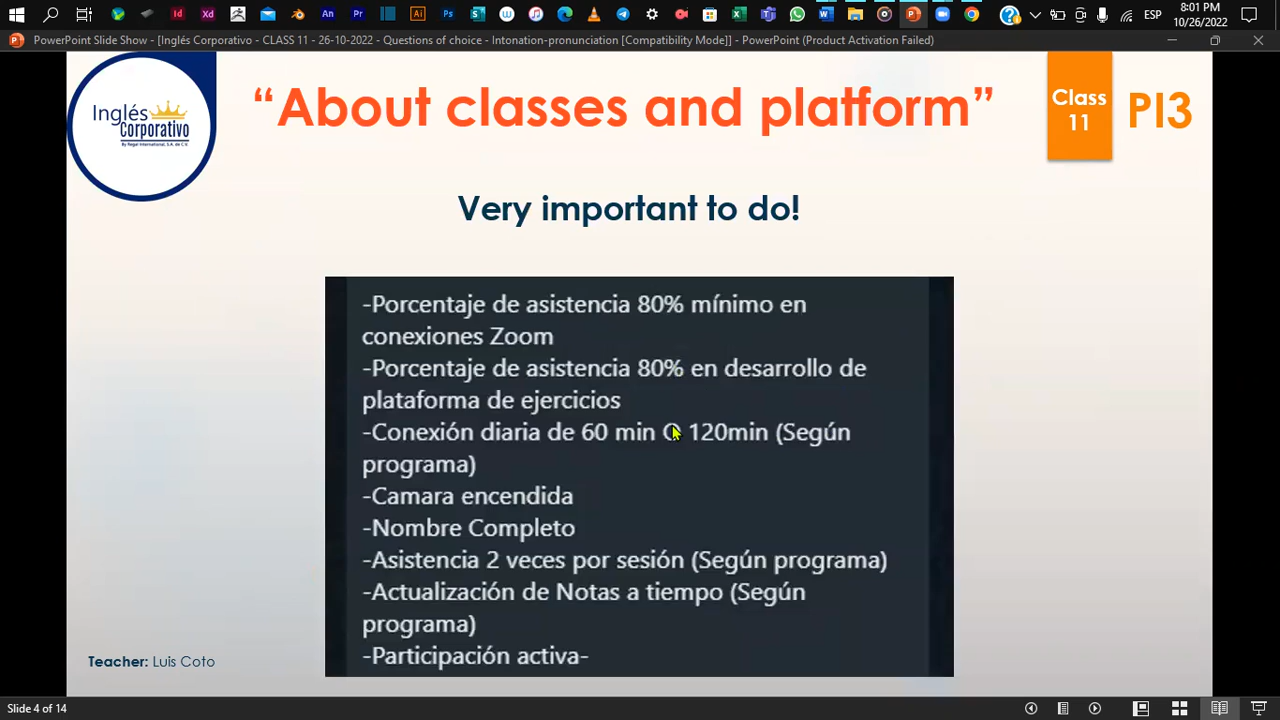 8:01 PM
ESP
10/26/2022
PowerPoint Slide Show - [Inglés Corporativo - CLASS 11 - 26-10-2022 - Questions of choice - Intonation-pronunciation [Compatibility Mode]] - PowerPoint (Product Activation Failed)
Inglés
Corporativo
By Regal International, S.A. de C.V.
“About classes and platform”
Class
11
PI3
Very important to do!
-Porcentaje de asistencia 80% mínimo en
conexiones Zoom
-Porcentaje de asistencia 80% en desarrollo de
plataforma de ejercicios
-Conexión diaria de 60 min O 120min (Según
programa)
-Camara encendida
-Nombre Completo
-Asistencia 2 veces por sesión (Según programa)
-Actualización de Notas a tiempo (Según
programa)
-Participación activa-
Teacher: Luis Coto
Slide 4 of 14